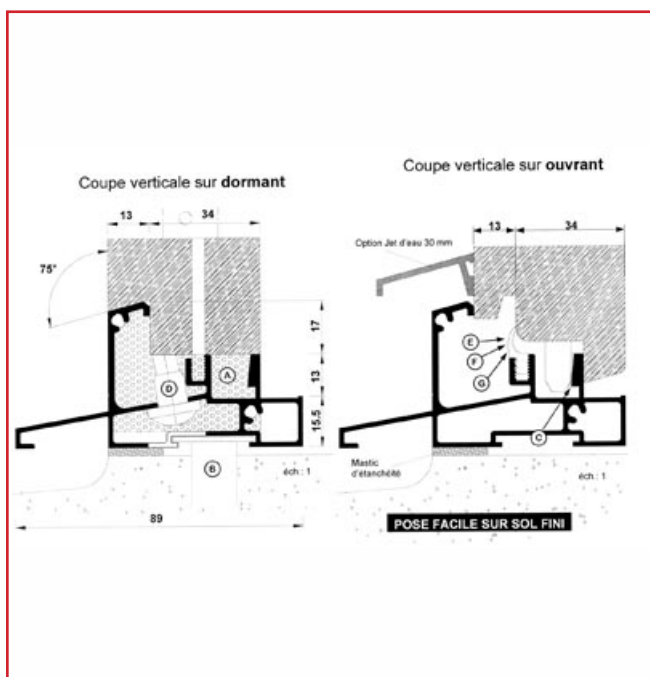 Coupe verticale sur dormant
13
34
75°
17
13
15.5
A
D
B
éch.: 1
89
Coupe verticale sur ouvrant
13
34
Option Jet d'eau 30 mm
E
F
G
C
Mastic
d'étanchéité
éch.: 1
POSE FACILE SUR SOL FINI